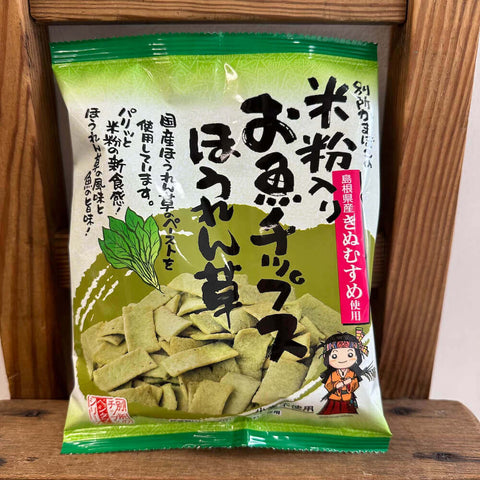 別所かまぼこの
米粉入り
お魚チップス
ほうれん草
島根県産
きぬむすめ
使用
国産ほうれん草のペーストを
使用しています。
パリッと
米粉の新食感!
ほうれん草の風味と
魚の旨味!